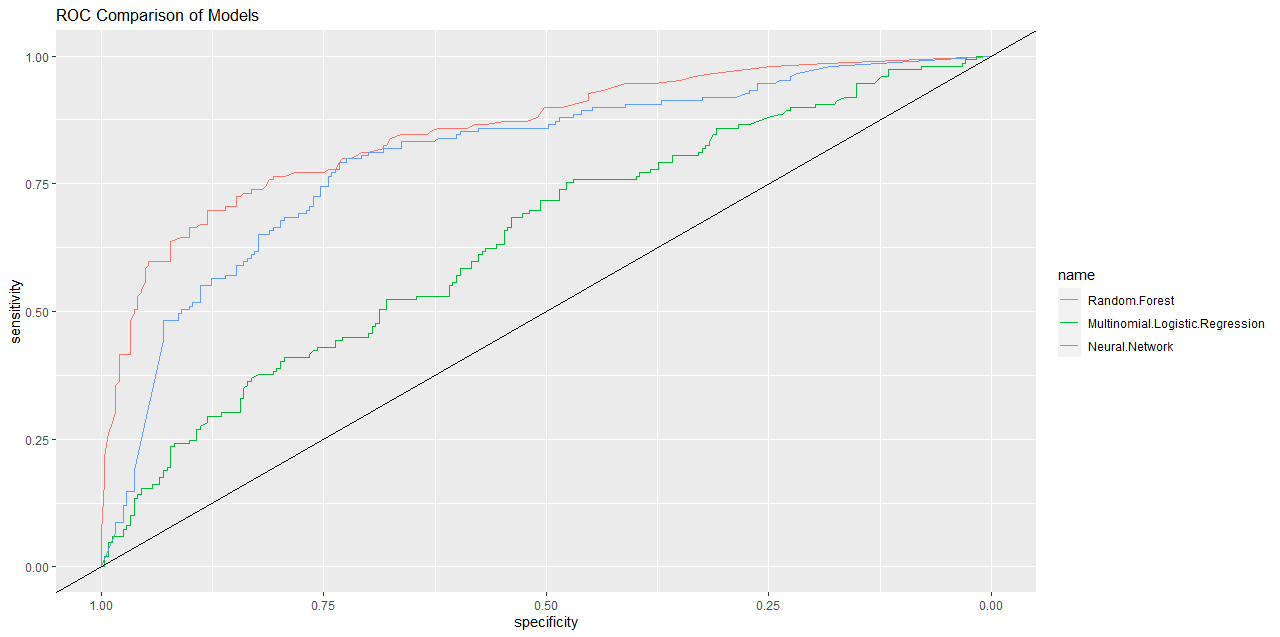 ROC Comparison of Models
1.00
0.75
0.50
0.25
0.00
sensitivity
1.00
0.75
0.50
0.25
0.00
specificity
name
Random.Forest
Multinomial.Logistic.Regression
Neural.Network